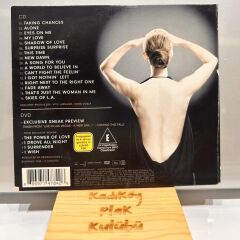 CD
TAKING CHANCES
ALONE
EYES ON ME
MY LOVE
SHADOW OF LOVE
SURPRISE SURPRISE
THIS TIME
NEW DAWN
A SONG FOR YOU
A WORLD TO BELIEVE IN
CAN'T FIGHT THE FEELIN'
I GOT NOTHIN' LEFT
RIGHT NEXT TO THE RIGHT ONE
FADE AWAY
THAT'S JUST THE WOMAN IN ME
SKIES OF L.A.
DVD
EXCLUSIVE SNEAK PREVIEW
THE POWER OF LOVE
I DROVE ALL NIGHT
I SURRENDER
I WISH
Kadıköy
Plak
Kulübü